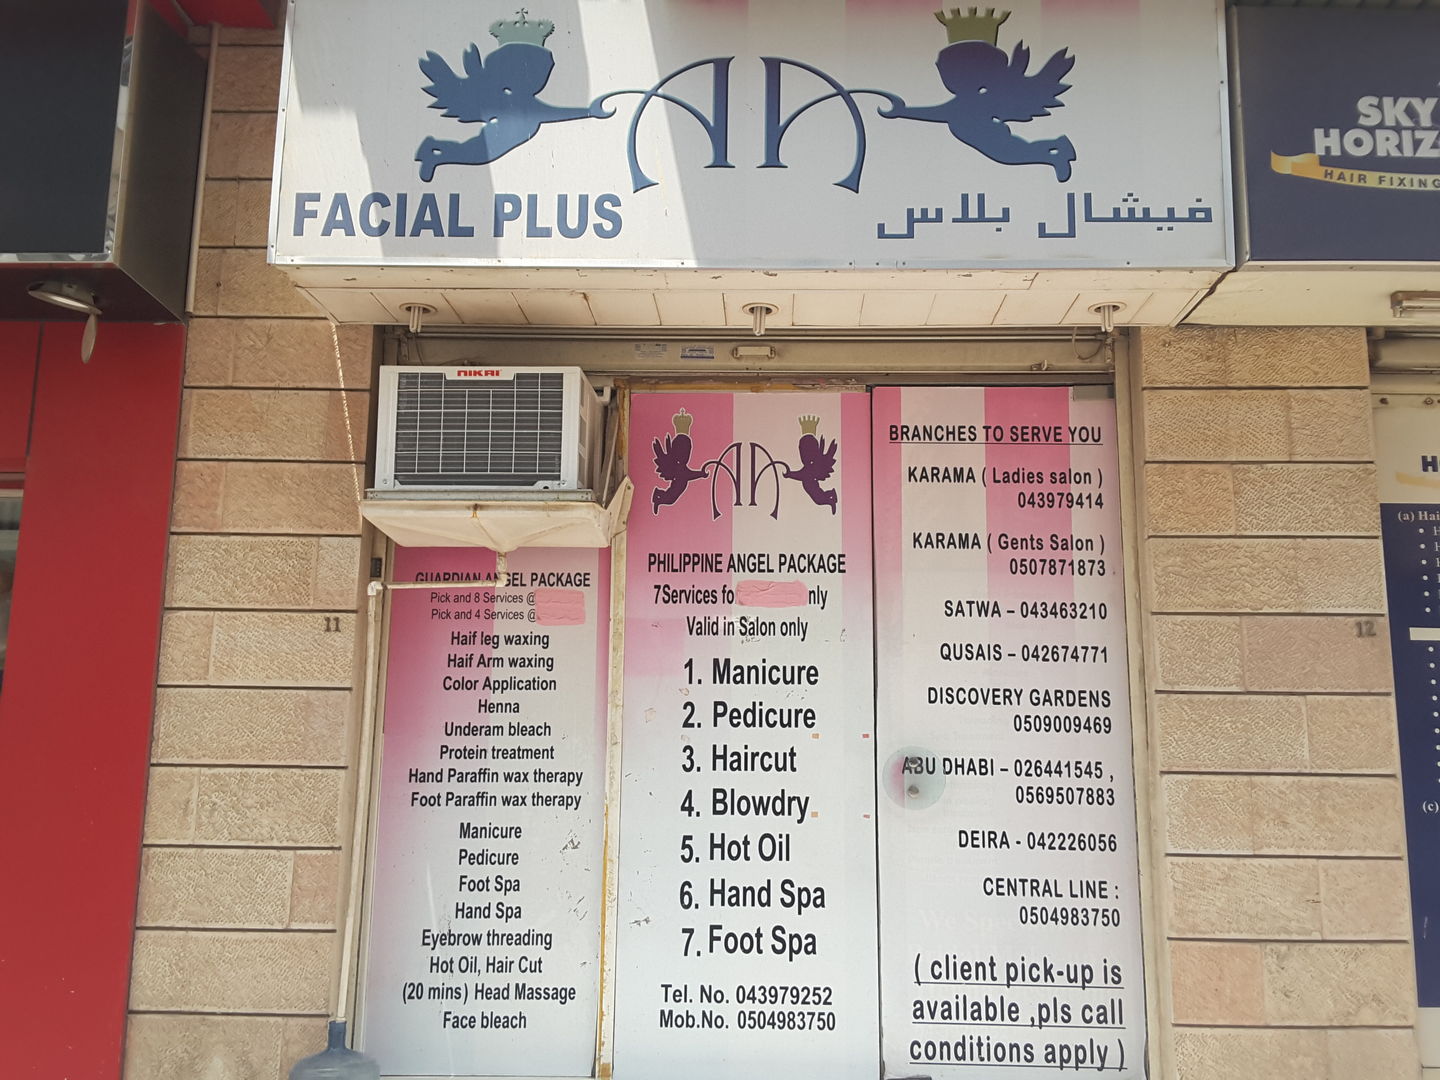 FACIAL PLUS
فيشال بلاس
SKY
HORIZ
HAIR FIXING
NIKAI
11
12
GUARDIAN ANGEL PACKAGE
Pick and 8 Services @
Pick and 4 Services @
Haif leg waxing
Haif Arm waxing
Color Application
Henna
Underam bleach
Protein treatment
Hand Paraffin wax therapy
Foot Paraffin wax therapy
Manicure
Pedicure
Foot Spa
Hand Spa
Eyebrow threading
Hot Oil, Hair Cut
(20 mins) Head Massage
Face bleach
PHILIPPINE ANGEL PACKAGE
7Services fo nly
Valid in Salon only
1. Manicure
2. Pedicure
3. Haircut
4. Blowdry
5. Hot Oil
6. Hand Spa
7. Foot Spa
Tel. No. 043979252
Mob.No. 0504983750
BRANCHES TO SERVE YOU
KARAMA ( Ladies salon )
043979414
KARAMA ( Gents Salon )
0507871873
SATWA – 043463210
QUSAIS – 042674771
DISCOVERY GARDENS
0509009469
ABU DHABI – 026441545 ,
0569507883
DEIRA - 042226056
CENTRAL LINE :
0504983750
( client pick-up is
available ,pls call
conditions apply )
(a) Hai
(c)